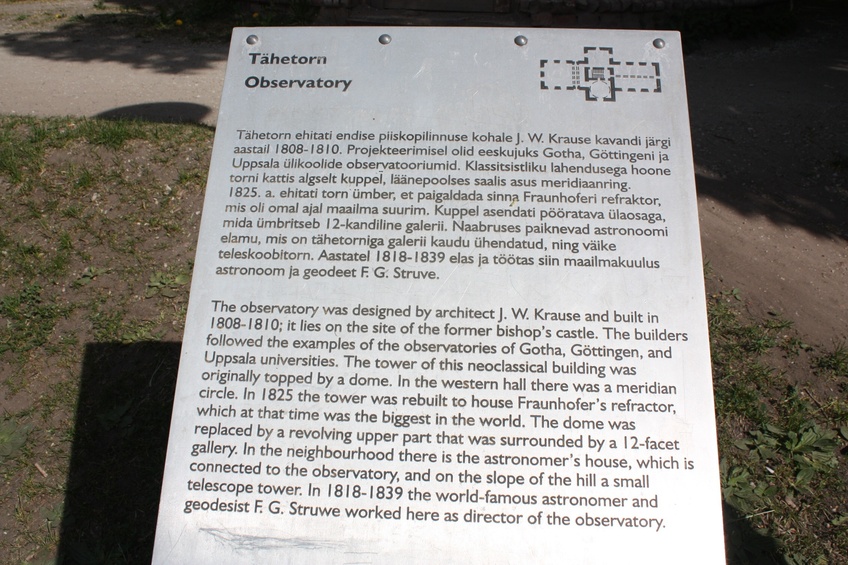 Tähetorn
Observatory
Tähetorn ehitati endise piiskopilinnuse kohale J. W. Krause kavandi järgi
aastail 1808-1810. Projekteerimisel olid eeskujuks Gotha, Göttingeni ja
Uppsala ülikoolide observatooriumid. Klassitsistliku lahendusega hoone
torni kattis algselt kuppel, läänepoolses saalis asus meridiaanring.
1825. a. ehitati torn ümber, et paigaldada sinna Fraunhoferi refraktor,
mis oli omal ajal maailma suurim. Kuppel asendati pööratava ülaosaga,
mida ümbritseb 12-kandiline galerii. Naabruses paiknevad astronoomi
elamu, mis on tähetorniga galerii kaudu ühendatud, ning väike
teleskoobitorn. Aastatel 1818-1839 elas ja töötas siin maailmakuulus
astronoom ja geodeet F. G. Struve.
The observatory was designed by architect J. W. Krause and built in
1808-1810; it lies on the site of the former bishop's castle. The builders
followed the examples of the observatories of Gotha, Göttingen, and
Uppsala universities. The tower of this neoclassical building was
originally topped by a dome. In the western hall there was a meridian
circle. In 1825 the tower was rebuilt to house Fraunhofer's refractor,
which at that time was the biggest in the world. The dome was
replaced by a revolving upper part that was surrounded by a 12-facet
gallery. In the neighbourhood there is the astronomer's house, which is
connected to the observatory, and on the slope of the hill a small
telescope tower. In 1818-1839 the world-famous astronomer and
geodesist F. G. Struwe worked here as director of the observatory.